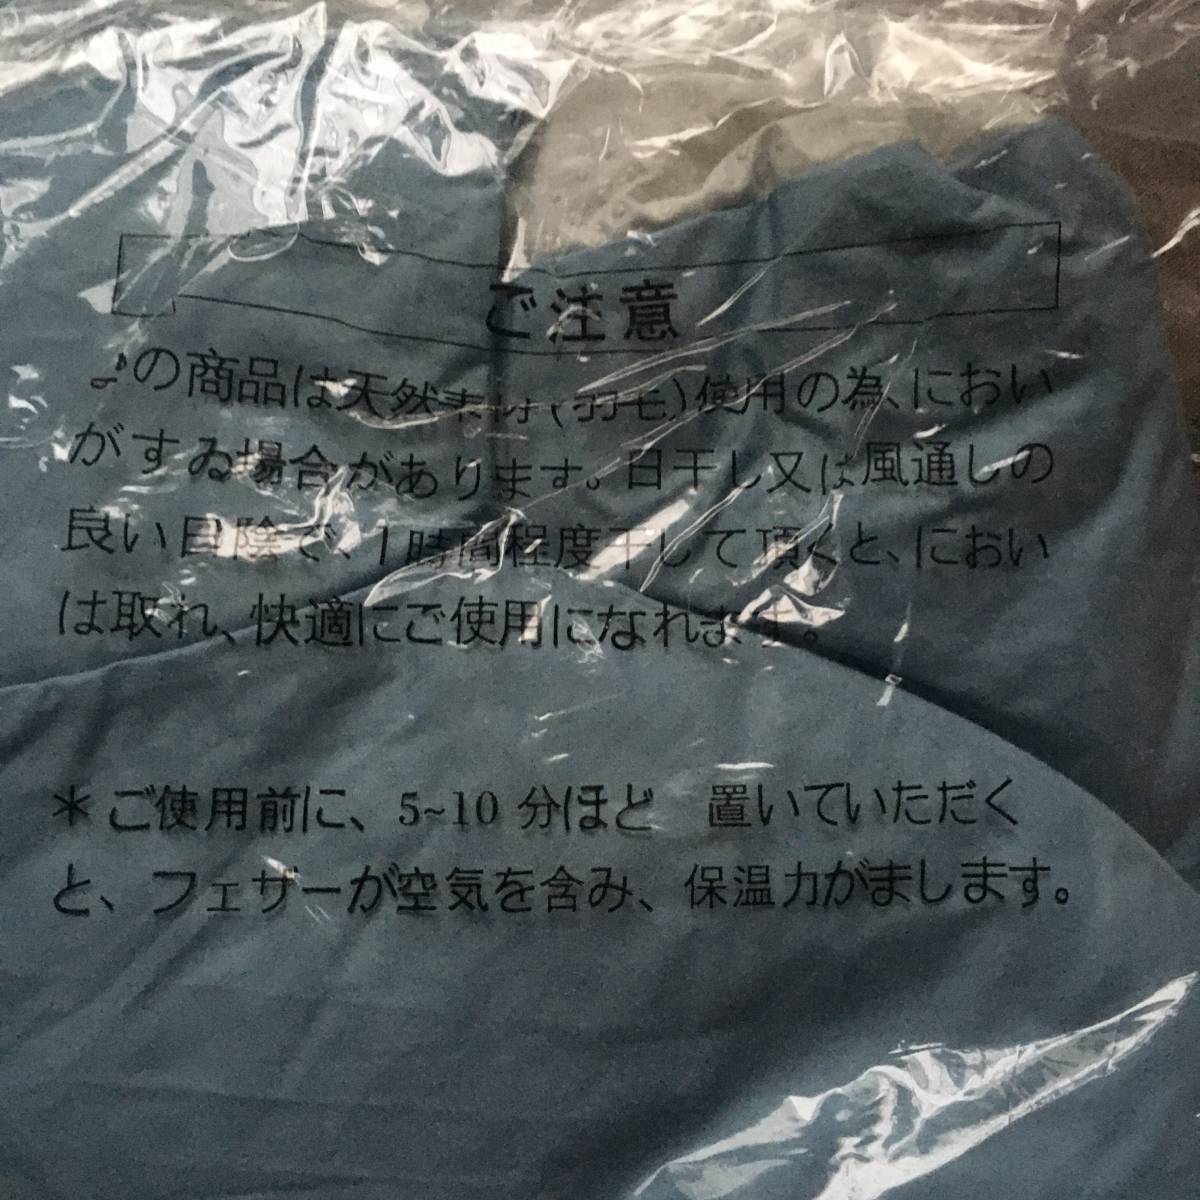 ご注意
この商品は天然素材(羽毛)使用の為、におい
がする場合があります。日干し又は風通しの
良い日陰で、1時間程度干して頂くと、におい
は取れ、快適にご使用になれます。
＊ご使用前に、5~10 分ほど 置いていただく
と、フェザーが空気を含み、保温力がまします。